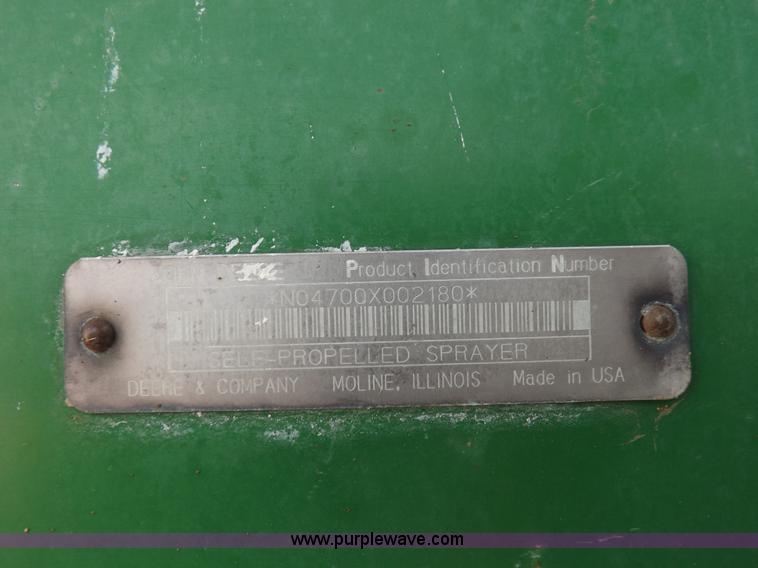 Product Identification Number
*N04700X002180*
SELF-PROPELLED SPRAYER
DEERE & COMPANY MOLINE, ILLINOIS Made in USA
www.purplewave.com